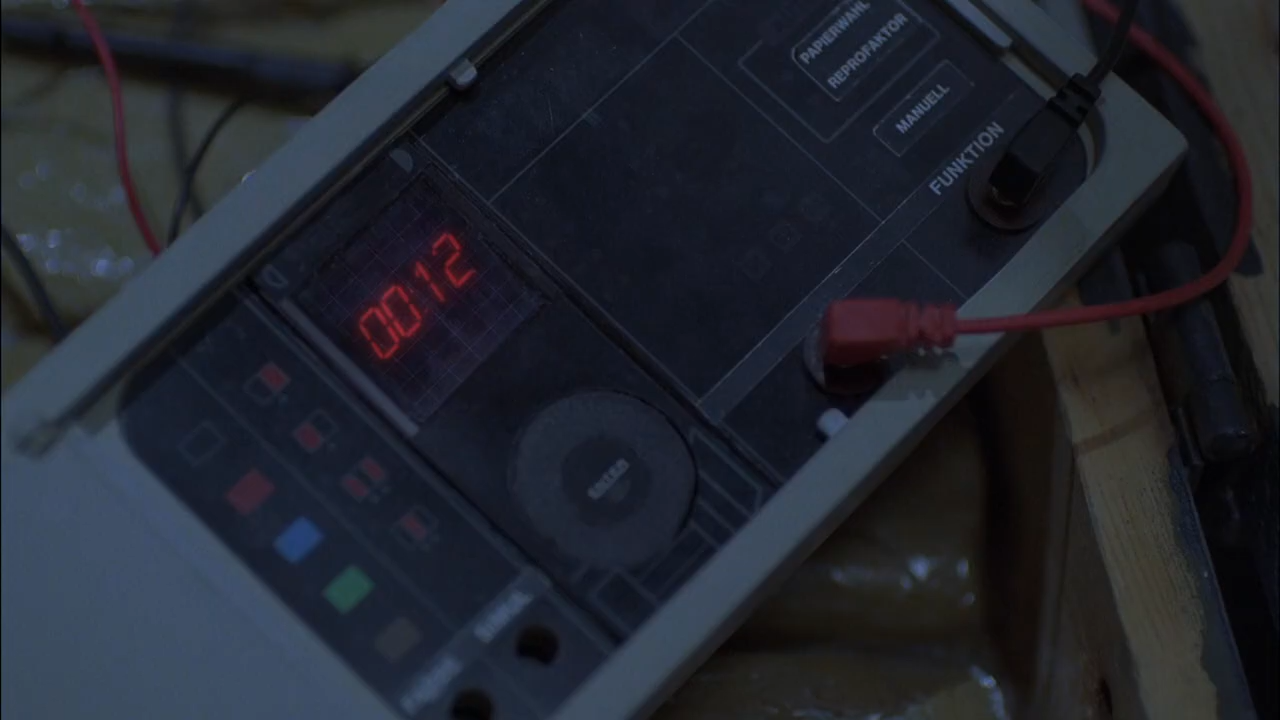 PAPIERWAHL
REPROFAKTOR
MANUELL
FUNKTION
00:12